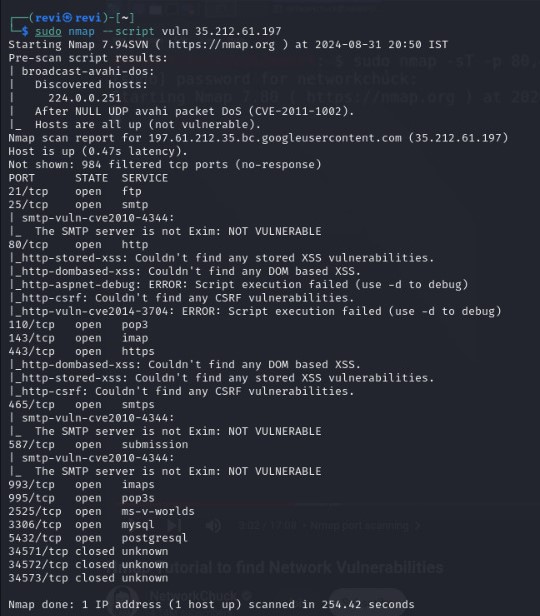 ┌──(revi㉿revi)-[~]
└─$ sudo nmap --script vuln 35.212.61.197
Starting Nmap 7.94SVN ( https://nmap.org ) at 2024-08-31 20:50 IST
Pre-scan script results:
| broadcast-avahi-dos:
|   Discovered hosts:
|     224.0.0.251
|   After NULL UDP avahi packet DoS (CVE-2011-1002).
|_  Hosts are all up (not vulnerable).
Nmap scan report for 197.61.212.35.bc.googleusercontent.com (35.212.61.197)
Host is up (0.47s latency).
Not shown: 984 filtered tcp ports (no-response)
PORT      STATE  SERVICE
21/tcp    open   ftp
25/tcp    open   smtp
| smtp-vuln-cve2010-4344:
|_  The SMTP server is not Exim: NOT VULNERABLE
80/tcp    open   http
|_http-stored-xss: Couldn't find any stored XSS vulnerabilities.
|_http-dombased-xss: Couldn't find any DOM based XSS.
|_http-aspnet-debug: ERROR: Script execution failed (use -d to debug)
|_http-csrf: Couldn't find any CSRF vulnerabilities.
|_http-vuln-cve2014-3704: ERROR: Script execution failed (use -d to debug)
110/tcp   open   pop3
143/tcp   open   imap
443/tcp   open   https
|_http-dombased-xss: Couldn't find any DOM based XSS.
|_http-stored-xss: Couldn't find any stored XSS vulnerabilities.
|_http-csrf: Couldn't find any CSRF vulnerabilities.
465/tcp   open   smtps
| smtp-vuln-cve2010-4344:
|_  The SMTP server is not Exim: NOT VULNERABLE
587/tcp   open   submission
| smtp-vuln-cve2010-4344:
|_  The SMTP server is not Exim: NOT VULNERABLE
993/tcp   open   imaps
995/tcp   open   pop3s
2525/tcp  open   ms-v-worlds
3306/tcp  open   mysql
5432/tcp  open   postgresql
34571/tcp closed unknown
34572/tcp closed unknown
34573/tcp closed unknown
Tutorial to find Network Vulnerabilities
NetworkChuck
Nmap done: 1 IP address (1 host up) scanned in 254.42 seconds